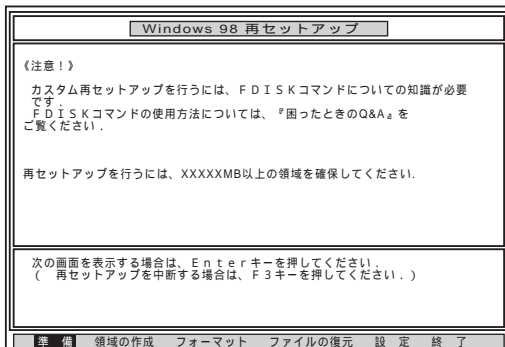 Windows 98 再セットアップ
《注意！》
カスタム再セットアップを行うには、ＦＤＩＳＫコマンドについての知識が必要
です．
ＦＤＩＳＫコマンドの使用方法については、『困ったときのQ&A』を
ご覧ください．
再セットアップを行うには、XXXXXMB以上の領域を確保してください.
次の画面を表示する場合は、Ｅｎｔｅｒキーを押してください．
(　再セットアップを中断する場合は、Ｆ３キーを押してください．)
準　備　領域の作成　フォーマット　ファイルの復元　設　定　終　了